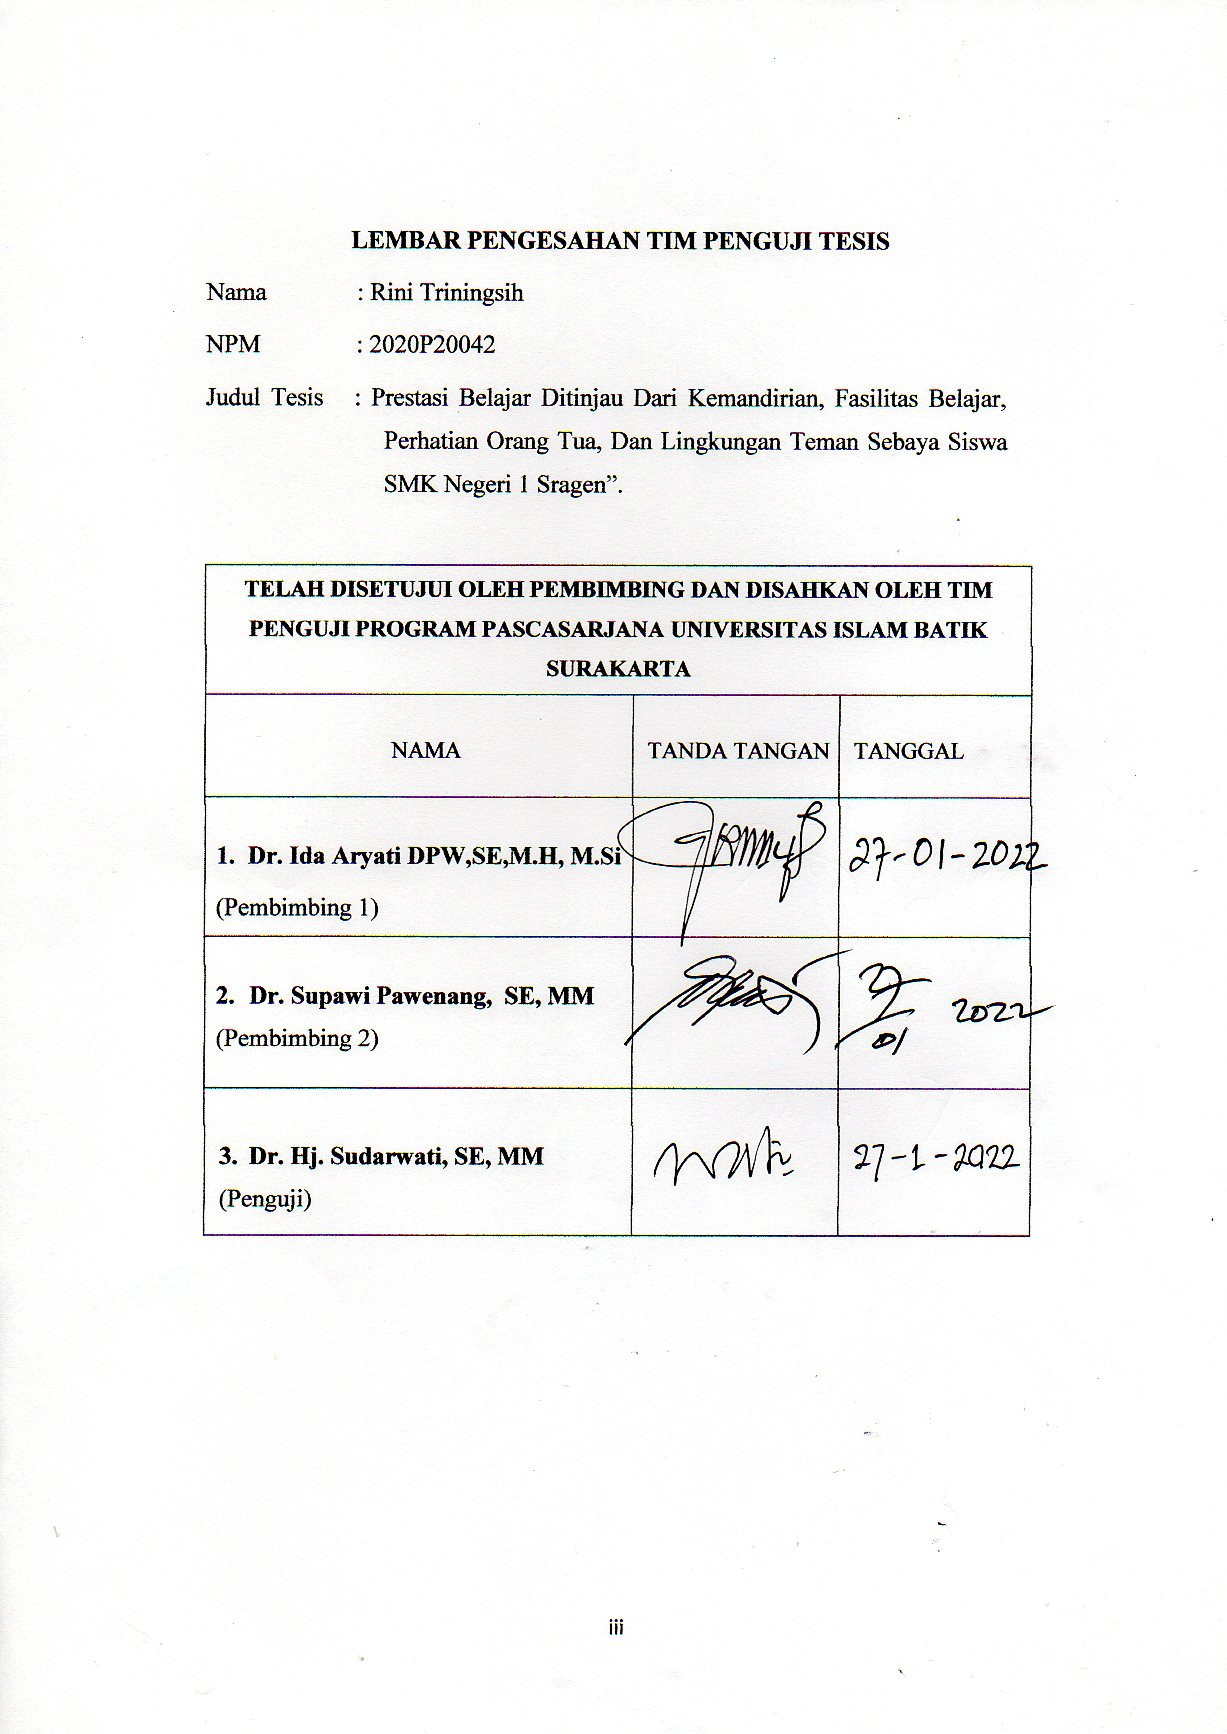 LEMBAR PENGESAHAN TIM PENGUJI TESIS
Nama : Rini Triningsih
NPM : 2020P20042
Judul Tesis : Prestasi Belajar Ditinjau Dari Kemandirian, Fasilitas Belajar,
Perhatian Orang Tua, Dan Lingkungan Teman Sebaya Siswa
SMK Negeri 1 Sragen”.
TELAH DISETUJUI OLEH PEMBIMBING DAN DISAHKAN OLEH TIM
PENGUJI PROGRAM PASCASARJANA UNIVERSITAS ISLAM BATIK
SURAKARTA
NAMA TANDA TANGAN TANGGAL
1. Dr. Ida Aryati DPW,SE,M.H, M.Si 27-01-2022
(Pembimbing 1)
2. Dr. Supawi Pawenang, SE, MM 2022
(Pembimbing 2) 01
3. Dr. Hj. Sudarwati, SE, MM 27-1-2022
(Penguji)
iii